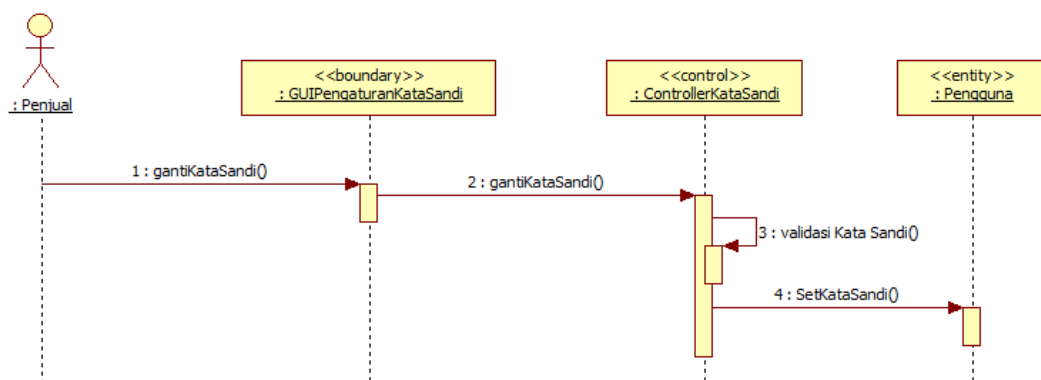 : Penjual
<<boundary>>
: GUIPengaturanKataSandi
<<control>>
: ControllerKataSandi
<<entity>>
: Pengguna
1 : gantiKataSandi()
2 : gantiKataSandi()
3 : validasi Kata Sandi()
4 : SetKataSandi()